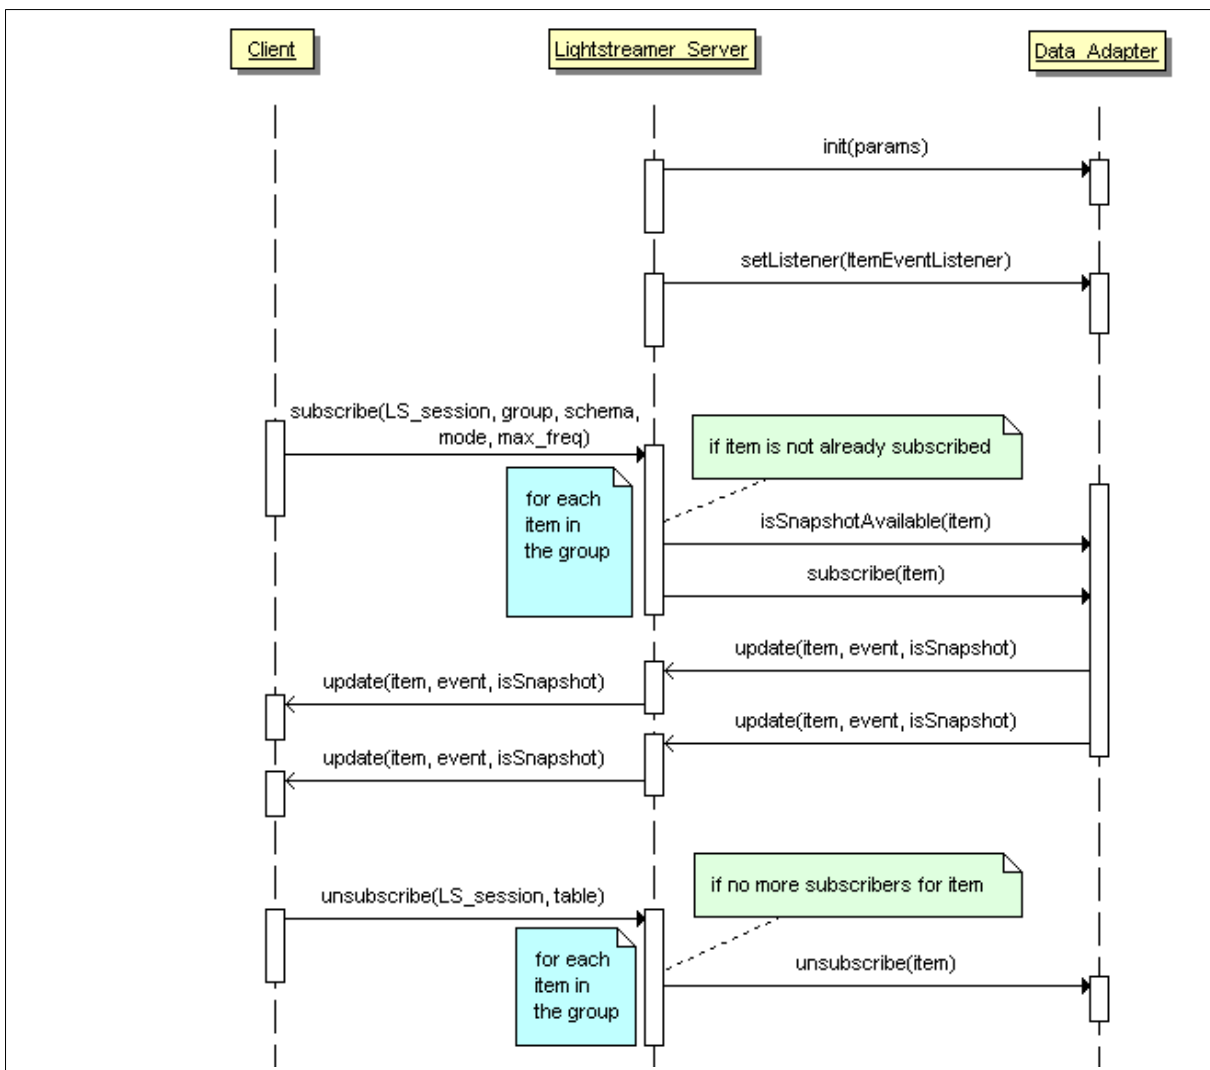 Client
Lightstreamer_Server
Data_Adapter
init(params)
setListener(ItemEventListener)
subscribe(LS_session, group, schema,
mode, max_freq)
if item is not already subscribed
for each
item in
the group
isSnapshotAvailable(item)
subscribe(item)
update(item, event, isSnapshot)
update(item, event, isSnapshot)
update(item, event, isSnapshot)
update(item, event, isSnapshot)
if no more subscribers for item
unsubscribe(LS_session, table)
for each
item in
the group
unsubscribe(item)